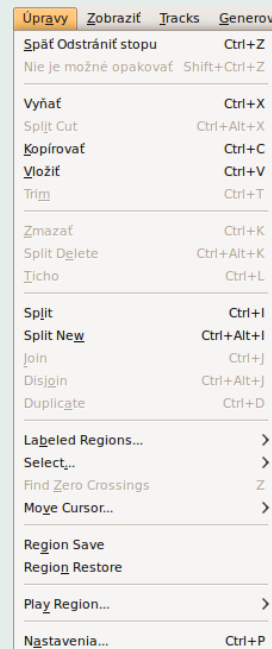 Úpravy Zobraziť Tracks Generov
Späť Odstrániť stopu Ctrl+Z
Nie je možné opakovať Shift+Ctrl+Z
Vyňať Ctrl+X
Split Cut Ctrl+Alt+X
Kopírovať Ctrl+C
Vložiť Ctrl+V
Trim Ctrl+T
Zmazať Ctrl+K
Split Delete Ctrl+Alt+K
Ticho Ctrl+L
Split Ctrl+I
Split New Ctrl+Alt+I
Join Ctrl+J
Disjoin Ctrl+Alt+J
Duplicate Ctrl+D
Labeled Regions...
Select...
Find Zero Crossings Z
Move Cursor...
Region Save
Region Restore
Play Region...
Nastavenia... Ctrl+P